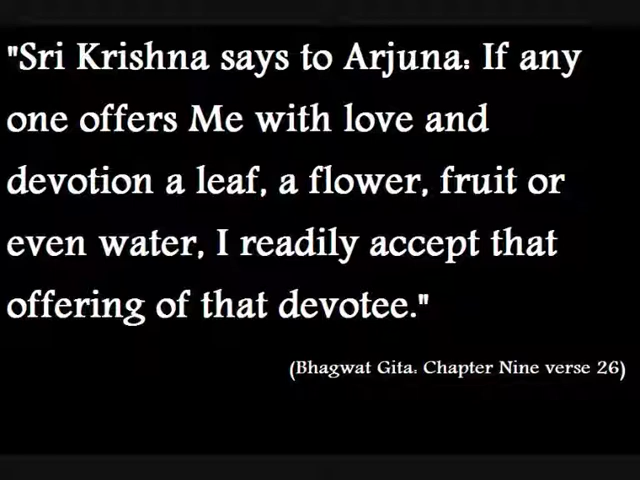 "Sri Krishna says to Arjuna: If any
one offers Me with love and
devotion a leaf, a flower, fruit or
even water, I readily accept that
offering of that devotee."
(Bhagwat Gita: Chapter Nine verse 26)